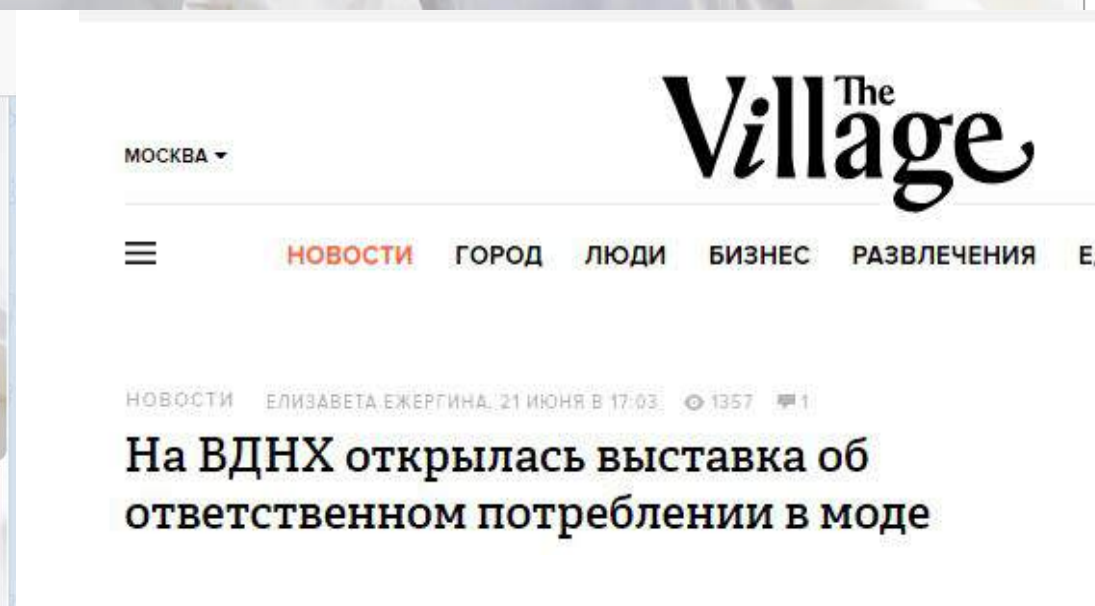 The
Village
МОСКВА
НОВОСТИ ГОРОД ЛЮДИ БИЗНЕС РАЗВЛЕЧЕНИЯ
НОВОСТИ ЕЛИЗАВЕТА ЕЖЕРГИНА, 21 ИЮНЯ В 17:03 1357 1
На ВДНХ открылась выставка об
ответственном потреблении в моде